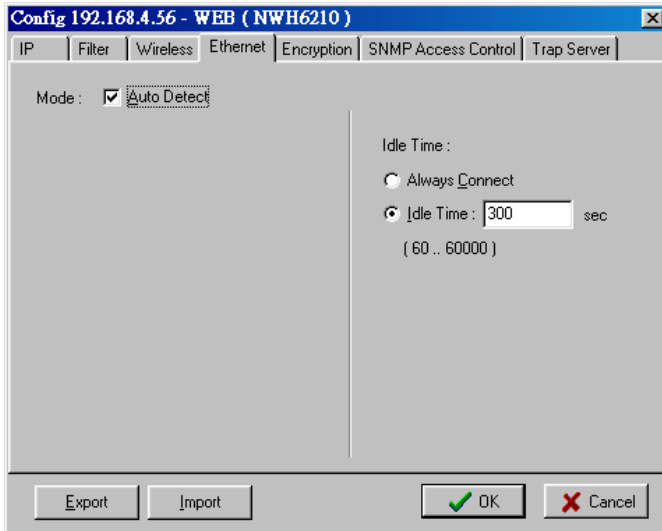 Config 192.168.4.56 - WEB ( NWH6210 )
IP Filter Wireless Ethernet Encryption SNMP Access Control Trap Server
Mode : Auto Detect
Idle Time :
Always Connect
Idle Time : 300 sec
( 60 .. 60000 )
Export Import OK Cancel